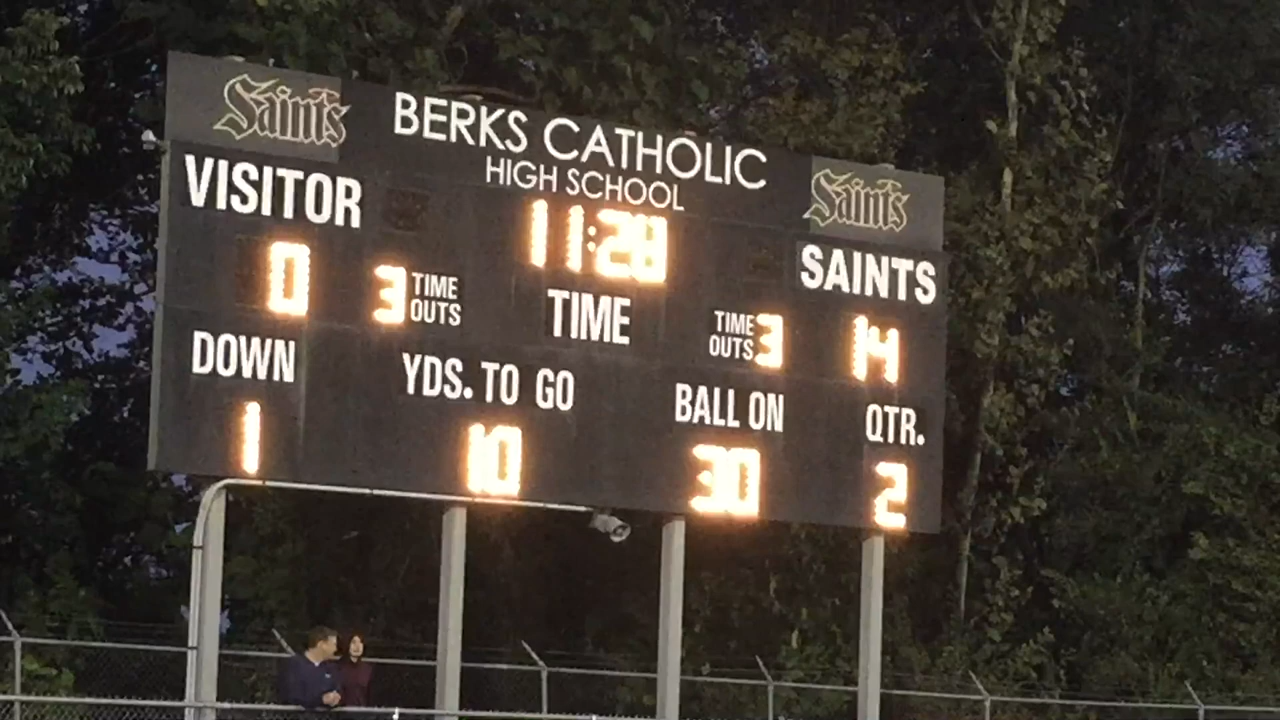 Saints BERKS CATHOLIC Saints
HIGH SCHOOL
VISITOR 11:28 SAINTS
0 3 TIME OUTS TIME TIME OUTS 3 14
DOWN YDS. TO GO BALL ON QTR.
1 10 30 2